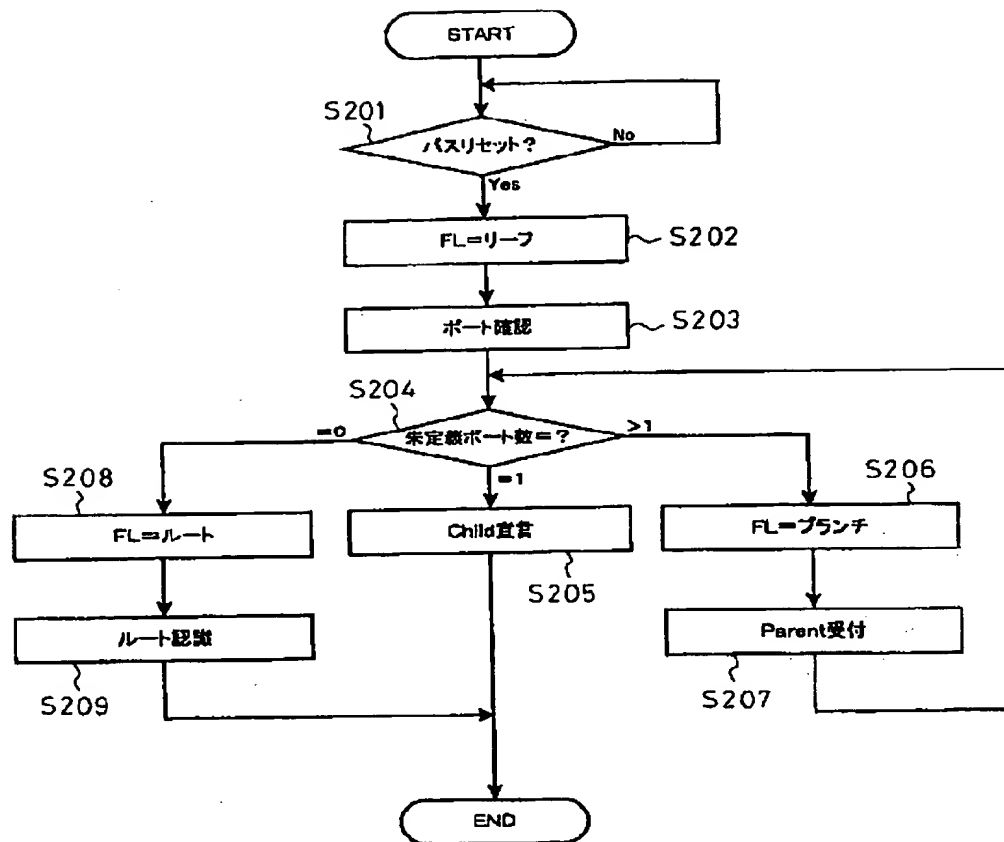 START
S201
バスリセット?
No
Yes
FL=リーフ
S202
ポート確認
S203
S204
=0
未定義ポート数=?
>1
=1
S208
S206
FL=ルート
Child宣言
FL=ブランチ
S205
ルート認識
Parent受付
S209
S207
END